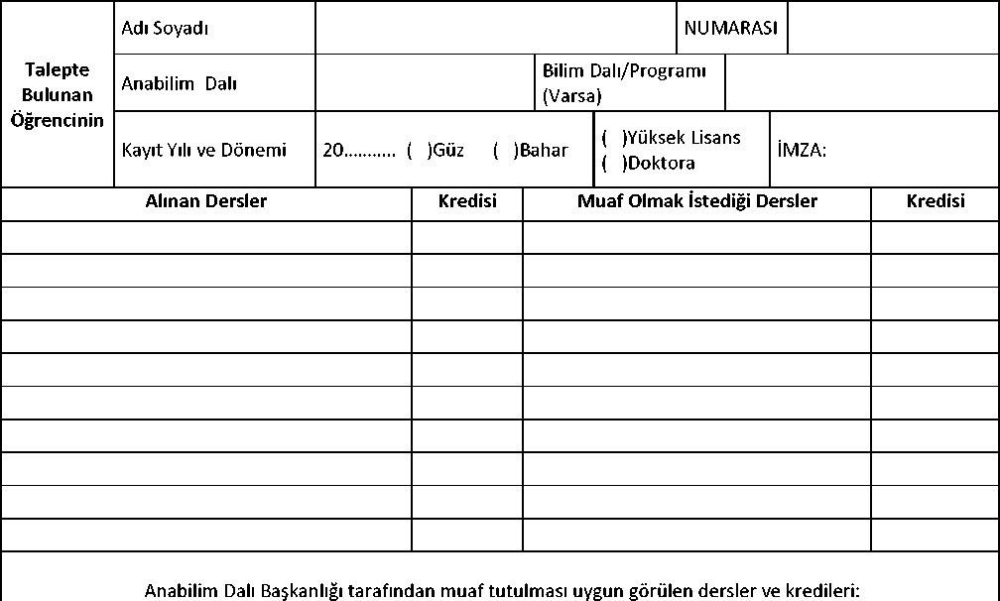 Talepte
Bulunan
Öğrencinin
Adı Soyadı
NUMARASI
Anabilim Dalı
Bilim Dalı/Programı
(Varsa)
Kayıt Yılı ve Dönemi
20........... ( )Güz ( )Bahar
( )Yüksek Lisans
( )Doktora
İMZA:
Alınan Dersler
Kredisi
Muaf Olmak İstediği Dersler
Kredisi
Anabilim Dalı Başkanlığı tarafından muaf tutulması uygun görülen dersler ve kredileri: